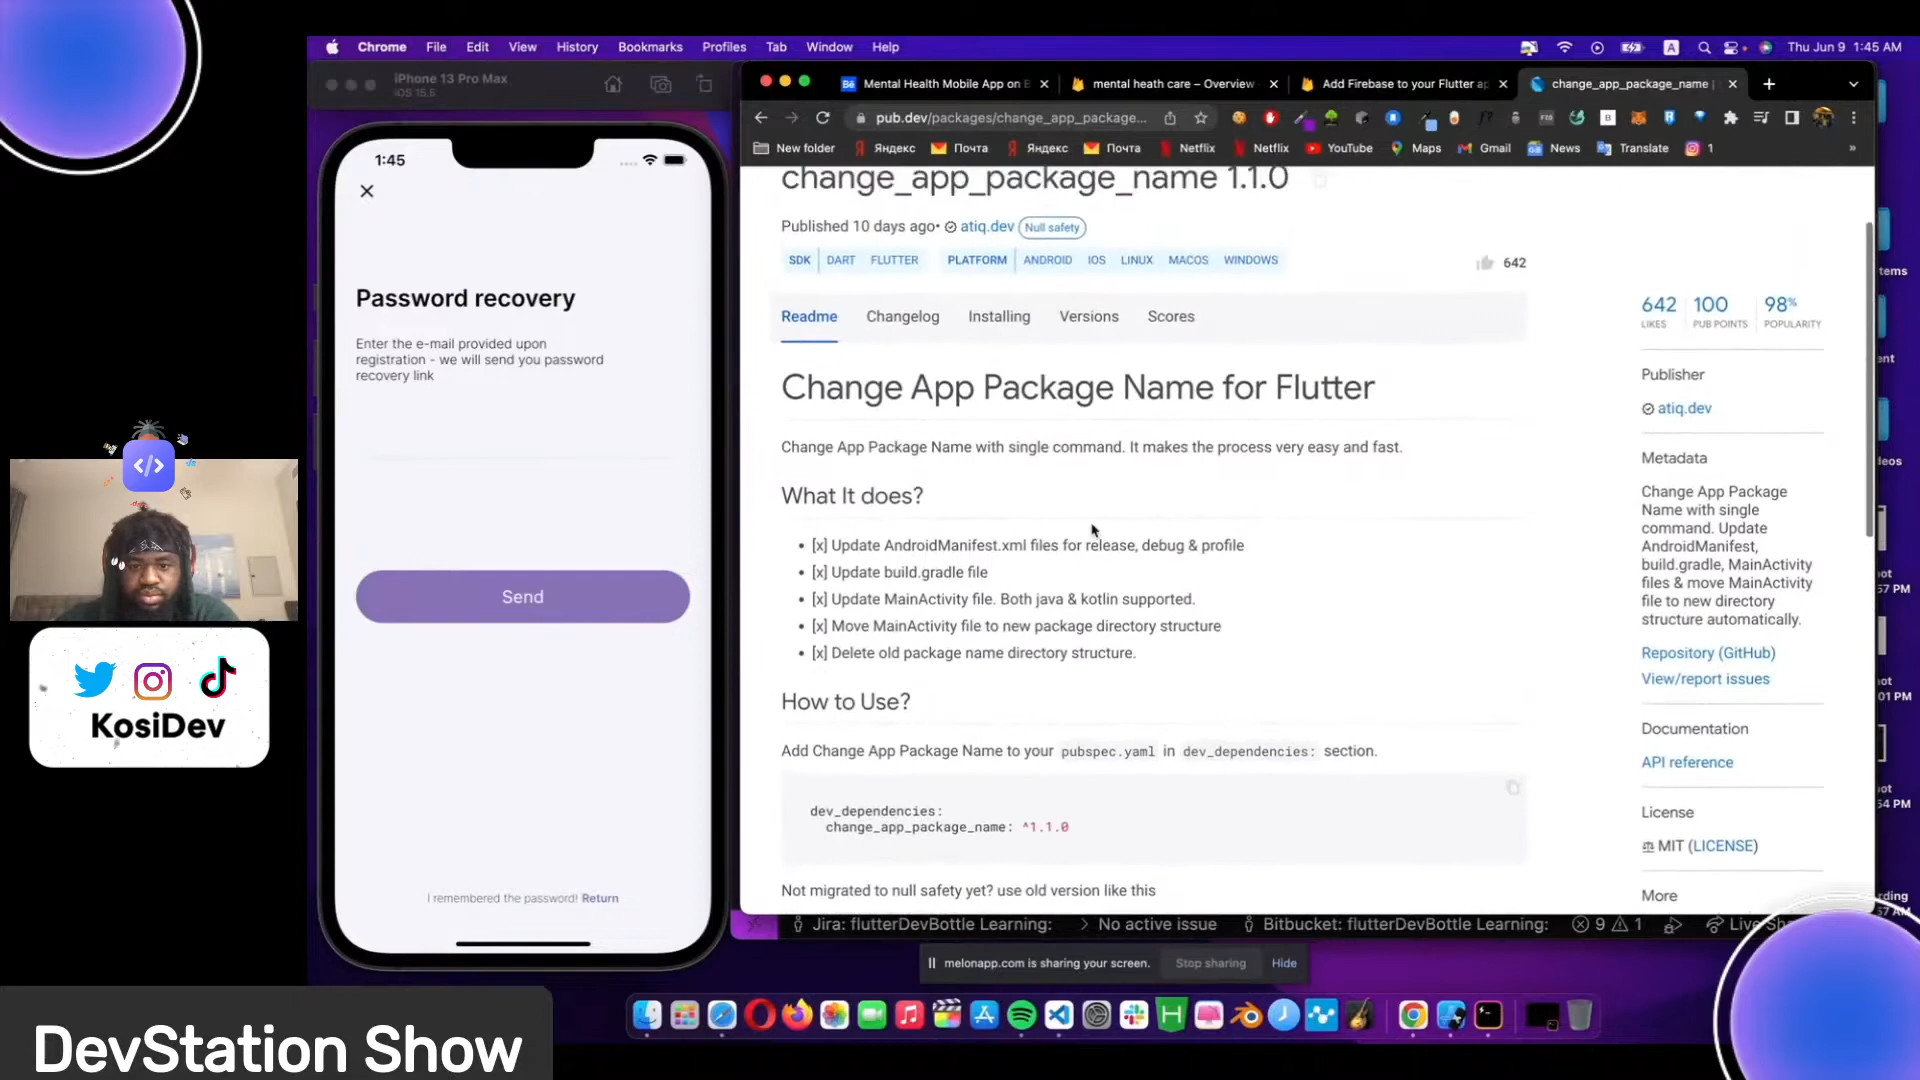 Chrome File Edit View History Bookmarks Profiles Tab Window Help
A
Thu Jun 9 1:45 AM
iPhone 13 Pro Max
iOS 15.5
Mental Health Mobile App on B
mental heath care – Overview
Add Firebase to your Flutter ap
change_app_package_name |
pub.dev/packages/change_app_package...
New folder Яндекс Почта Яндекс Почта Netflix Netflix YouTube Maps Gmail News Translate 1 »
1:45
Password recovery
Enter the e-mail provided upon
registration - we will send you password
recovery link
Send
I remembered the password! Return
change_app_package_name 1.1.0
Published 10 days ago• atiq.dev Null safety
SDK DART FLUTTER PLATFORM ANDROID IOS LINUX MACOS WINDOWS
642
Readme Changelog Installing Versions Scores
Change App Package Name for Flutter
Change App Package Name with single command. It makes the process very easy and fast.
What It does?
• [x] Update AndroidManifest.xml files for release, debug & profile
• [x] Update build.gradle file
• [x] Update MainActivity file. Both java & kotlin supported.
• [x] Move MainActivity file to new package directory structure
• [x] Delete old package name directory structure.
How to Use?
Add Change App Package Name to your pubspec.yaml in dev_dependencies: section.
dev_dependencies:
change_app_package_name: ^1.1.0
Not migrated to null safety yet? use old version like this
642 100 98%
LIKES PUB POINTS POPULARITY
Publisher
atiq.dev
Metadata
Change App Package
Name with single
command. Update
AndroidManifest,
build.gradle, MainActivity
files & move MainActivity
file to new directory
structure automatically.
Repository (GitHub)
View/report issues
Documentation
API reference
License
MIT (LICENSE)
More
Jira: flutterDevBottle Learning: No active issue Bitbucket: flutterDevBottle Learning: 9 1
melonapp.com is sharing your screen. Stop sharing Hide
</>
KosiDev
DevStation Show